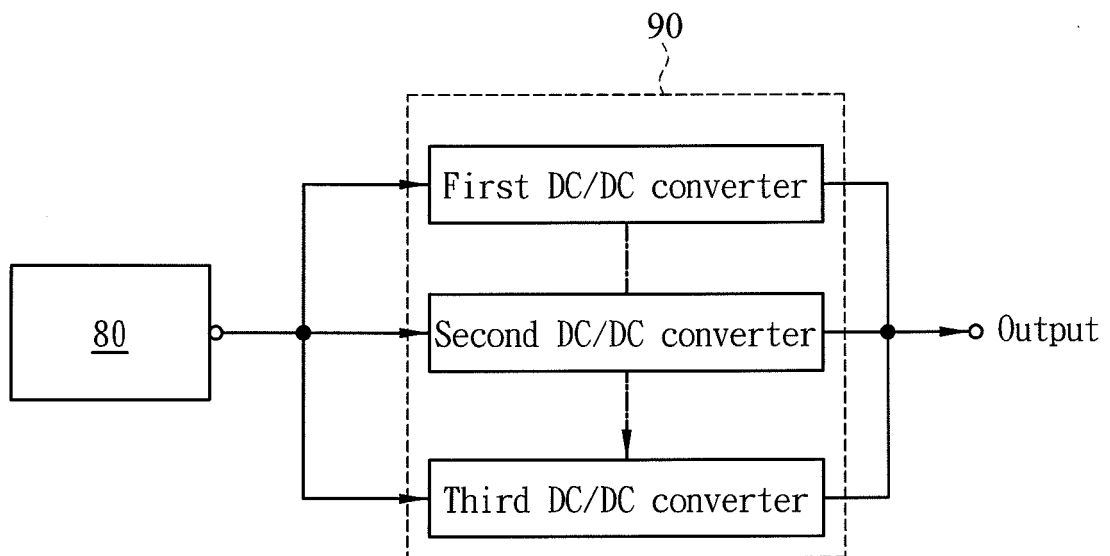 90
First DC/DC converter
80
Second DC/DC converter
Output
Third DC/DC converter